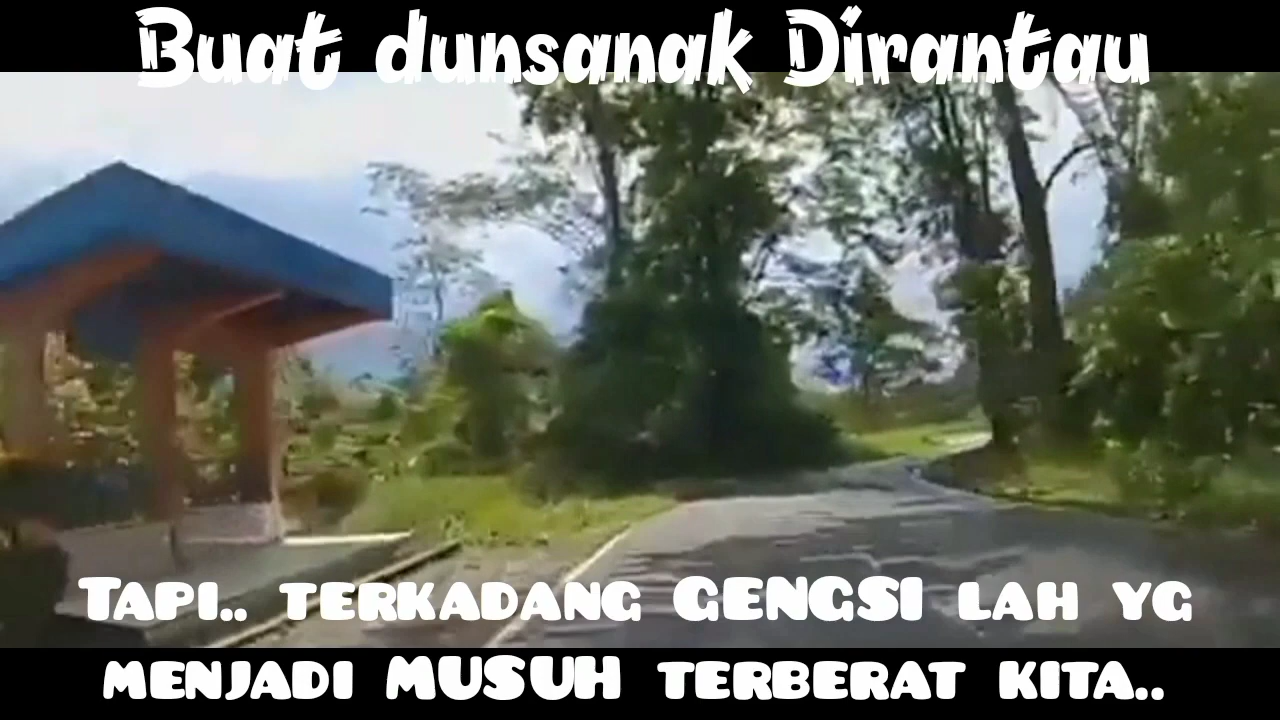 Buat dunsanak Dirantau
Tapi.. terkadang GENGSI lah yg
menjadi MUSUH terberat kita..